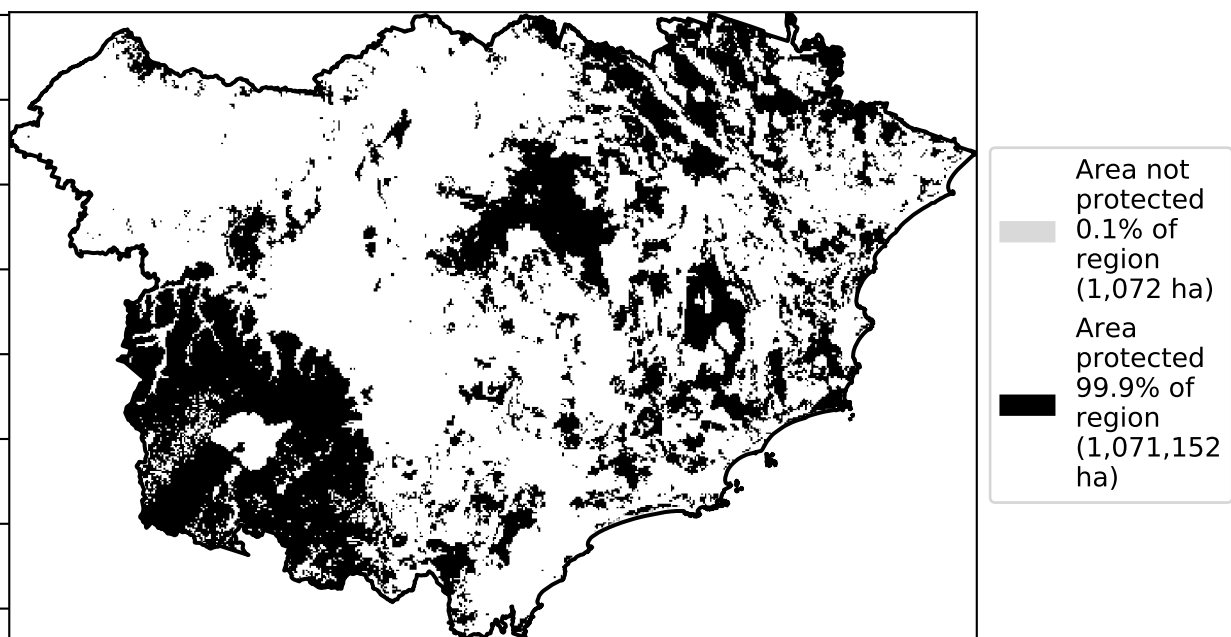 Area not
protected
0.1% of
region
(1,072 ha)
Area
protected
99.9% of
region
(1,071,152
ha)